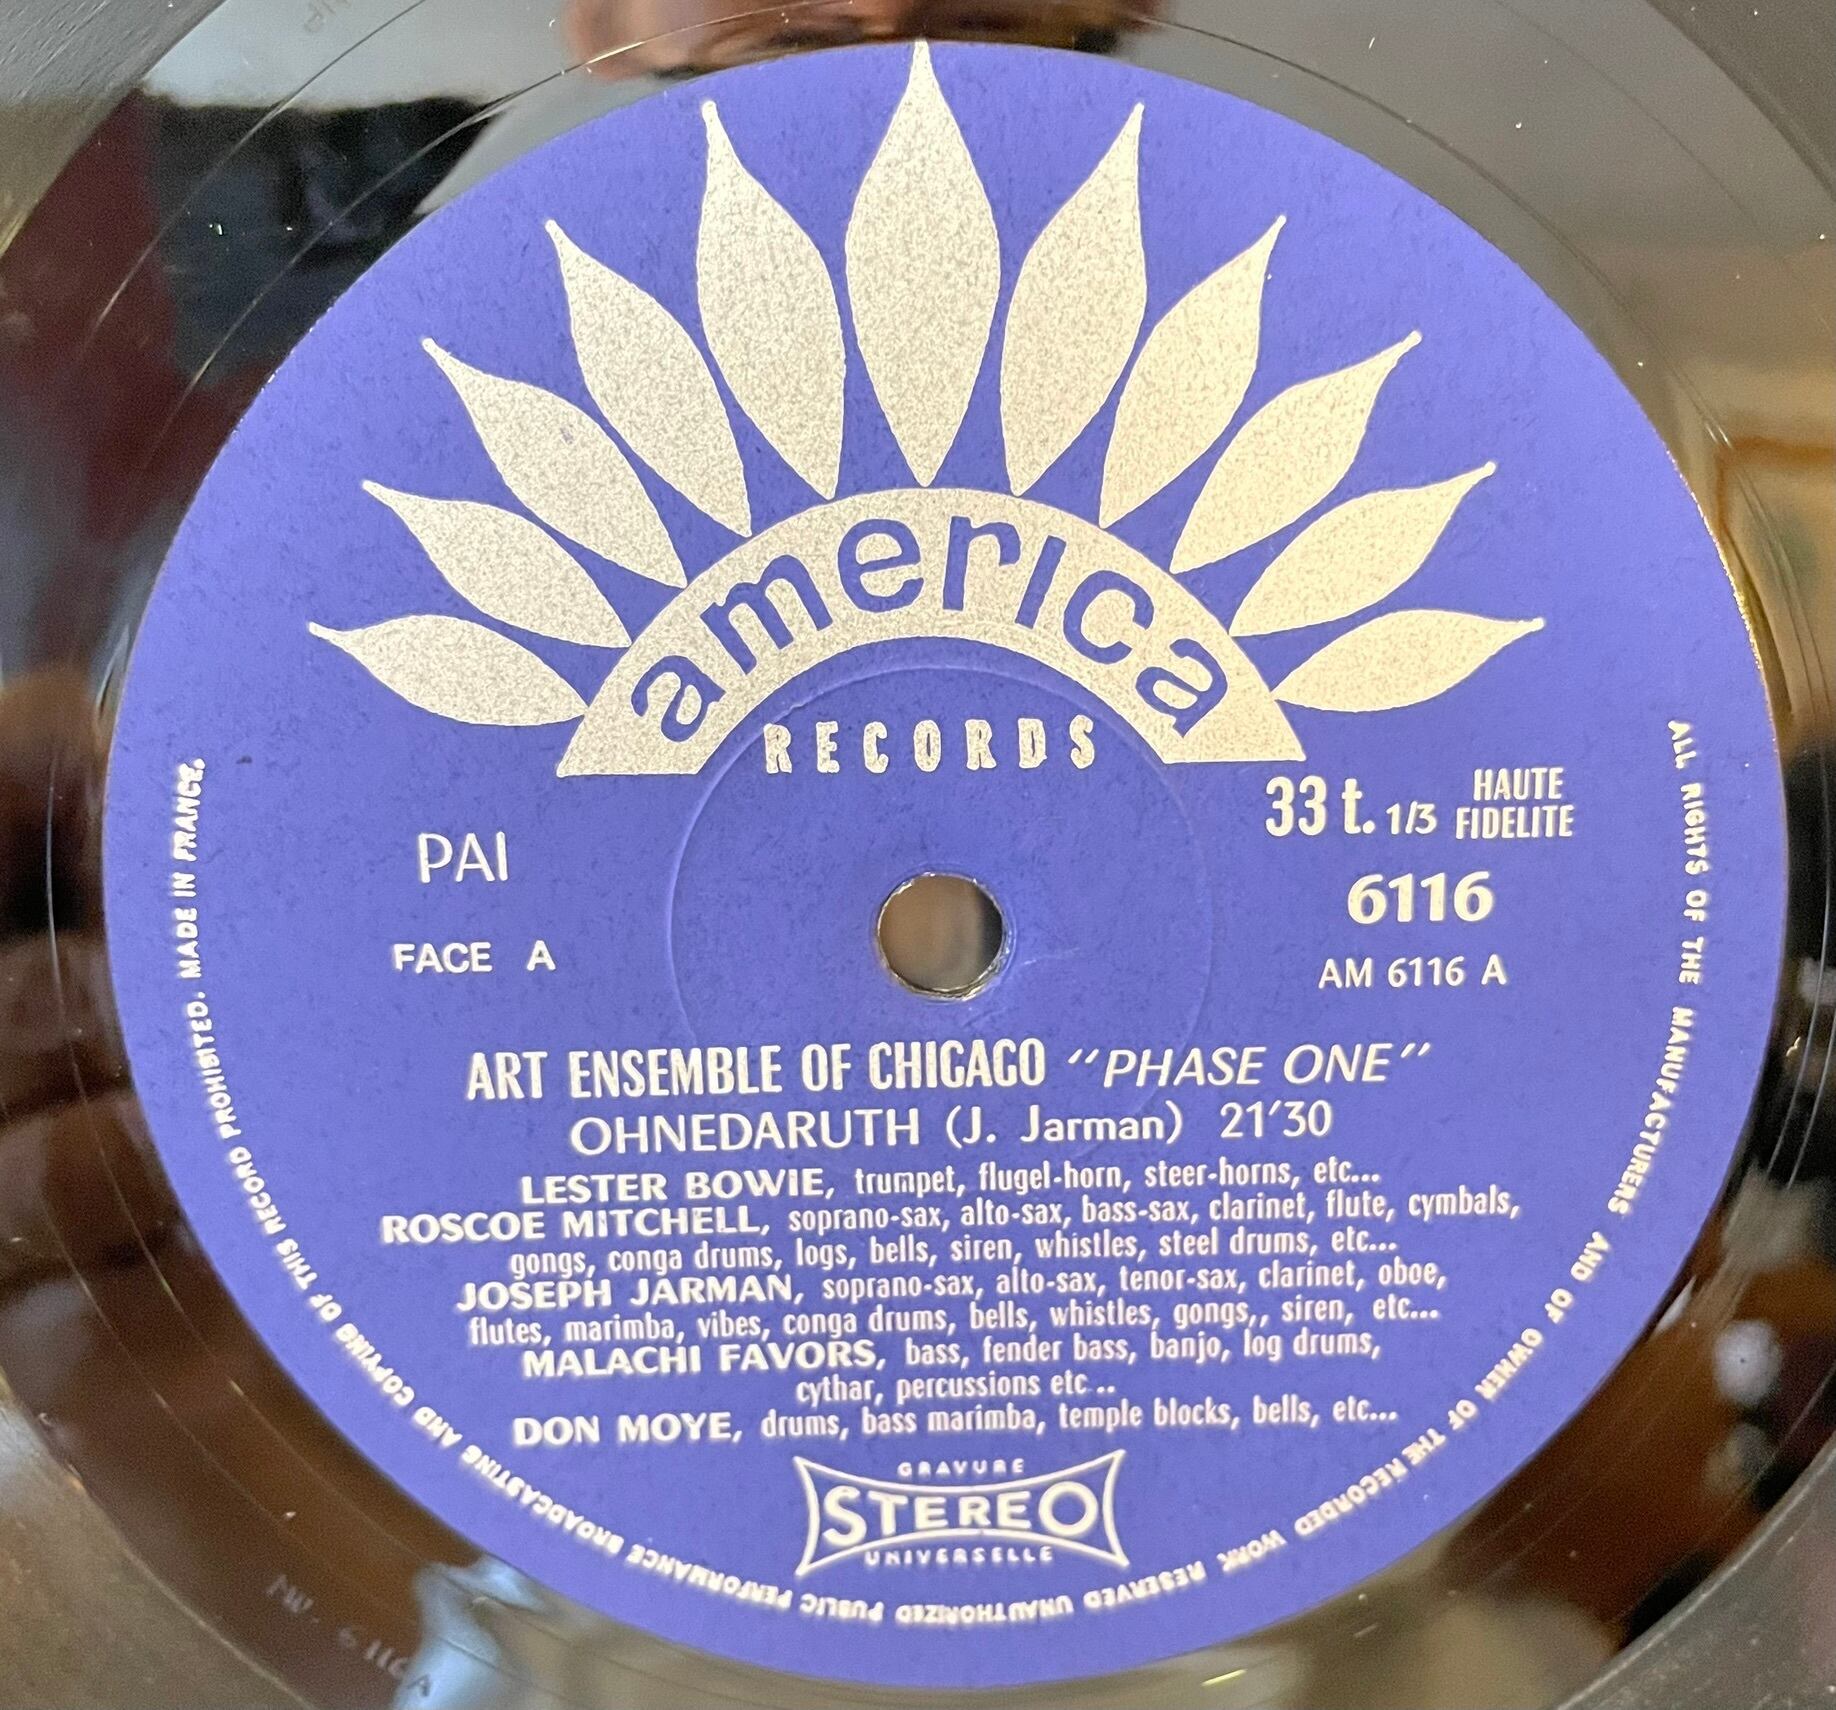 america
RECORDS
33 t. 1/3 HAUTE FIDELITE
PAI
6116
FACE A
AM 6116 A
ART ENSEMBLE OF CHICAGO "PHASE ONE"
OHNEDARUTH (J. Jarman) 21'30
LESTER BOWIE, trumpet, flugel-horn, steer-horns, etc...
ROSCOE MITCHELL, soprano-sax, alto-sax, bass-sax, clarinet, flute, cymbals,
gongs, conga drums, logs, bells, siren, whistles, steel drums, etc...
JOSEPH JARMAN, soprano-sax, alto-sax, tenor-sax, clarinet, oboe,
flutes, marimba, vibes, conga drums, bells, whistles, gongs,, siren, etc...
MALACHI FAVORS, bass, fender bass, banjo, log drums,
cythar, percussions etc...
DON MOYE, drums, bass marimba, temple blocks, bells, etc...
GRAVURE
STEREO
UNIVERSELLE
ALL RIGHTS OF THE MANUFACTURERS AND OF OWNER OF THE RECORDED WORK RESERVED UNAUTHORIZED PUBLIC PERFORMANCE BROADCASTING AND COPYING OF THIS RECORD PROHIBITED. MADE IN FRANCE.